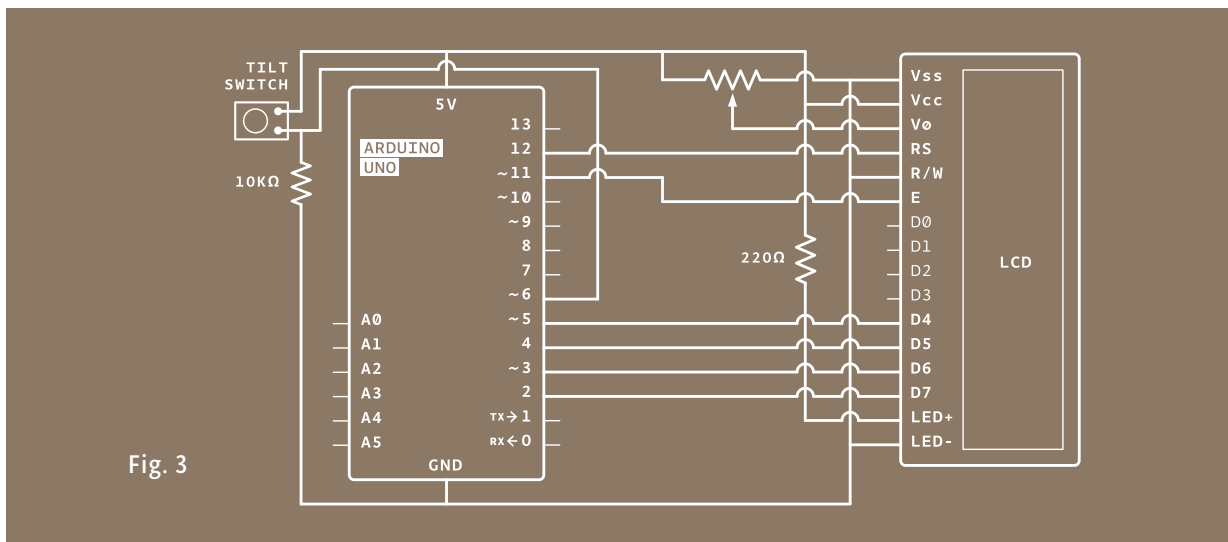 TILT
SWITCH
10KΩ
5V
ARDUINO
UNO
13
12
~11
~10
~9
8
7
~6
~5
4
~3
2
TX→1
RX←0
A0
A1
A2
A3
A4
A5
GND
220Ω
Vss
Vcc
Vø
RS
R/W
E
D0
D1
D2
D3
D4
D5
D6
D7
LED+
LED-
LCD
Fig. 3